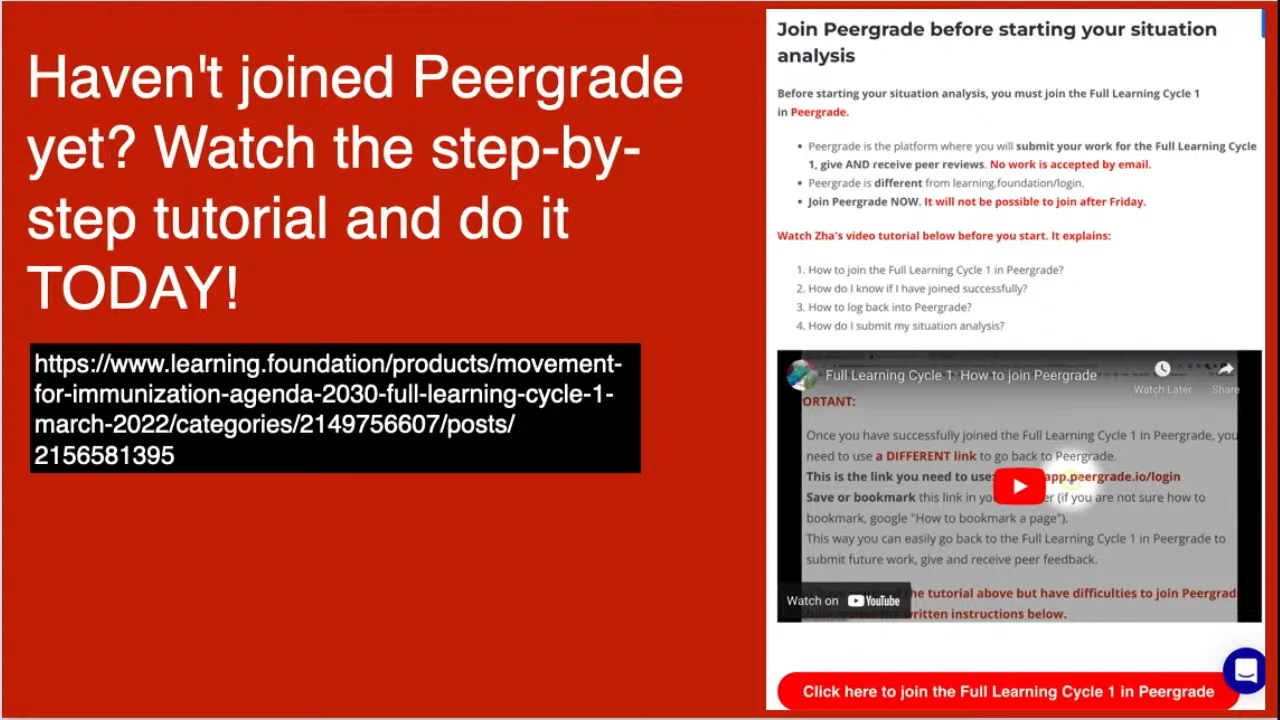 Haven't joined Peergrade
yet? Watch the step-by-
step tutorial and do it
TODAY!
https://www.learning.foundation/products/movement-
for-immunization-agenda-2030-full-learning-cycle-1-
march-2022/categories/2149756607/posts/
2156581395
Join Peergrade before starting your situation
analysis
Before starting your situation analysis, you must join the Full Learning Cycle 1
in Peergrade.
• Peergrade is the platform where you will submit your work for the Full Learning Cycle
1, give AND receive peer reviews. No work is accepted by email.
• Peergrade is different from learning.foundation/login.
• Join Peergrade NOW. It will not be possible to join after Friday.
Watch Zha's video tutorial below before you start. It explains:
1. How to join the Full Learning Cycle 1 in Peergrade?
2. How do I know if I have joined successfully?
3. How to log back into Peergrade?
4. How do I submit my situation analysis?
Full Learning Cycle 1: How to join Peergrade
Watch Later
Share
ORTANT:
Once you have successfully joined the Full Learning Cycle 1 in Peergrade, you
need to use a DIFFERENT link to go back to Peergrade.
This is the link you need to use: app.peergrade.io/login
Save or bookmark this link in (if you are not sure how to
bookmark, google "How to bookmark a page").
This way you can easily go back to the Full Learning Cycle 1 in Peergrade to
submit future work, give and receive peer feedback.
the tutorial above but have difficulties to join Peergrad
written instructions below.
Watch on YouTube
Click here to join the Full Learning Cycle 1 in Peergrade